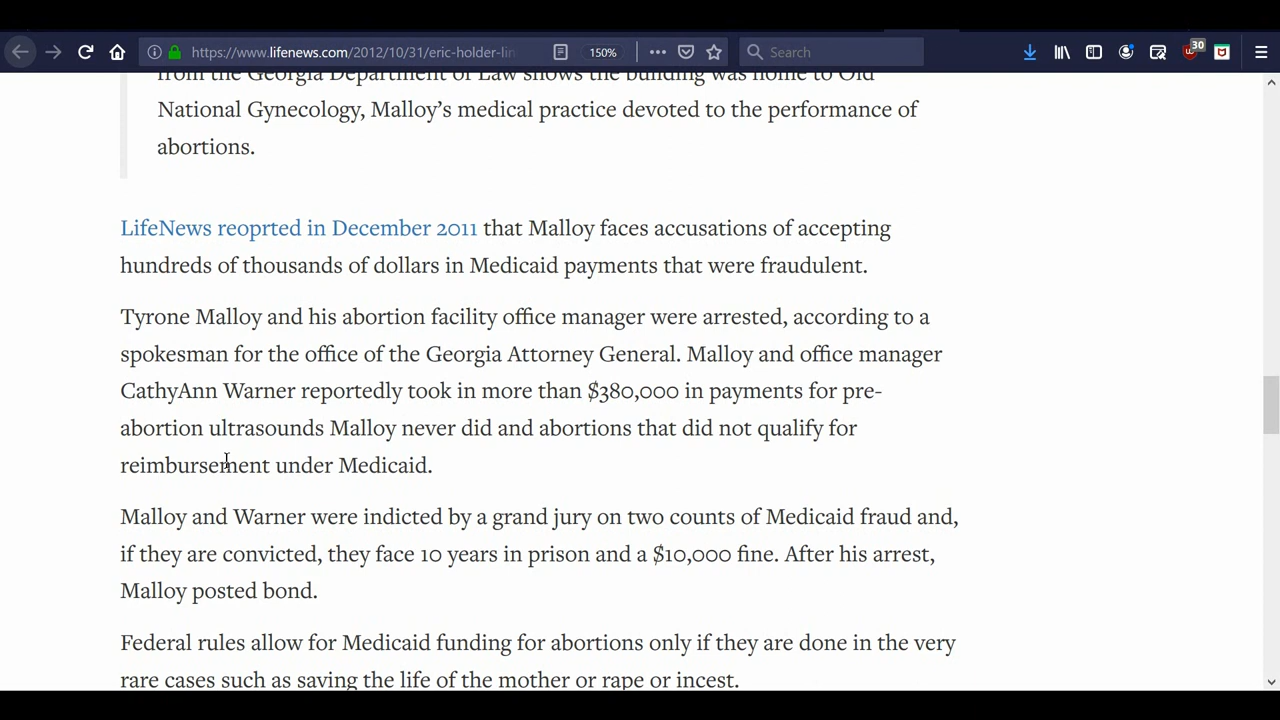 https://www.lifenews.com/2012/10/31/eric-holder-lin
150%
Search
30
from the Georgia Department of Law shows the building was home to Old
National Gynecology, Malloy’s medical practice devoted to the performance of
abortions.
LifeNews reoprted in December 2011 that Malloy faces accusations of accepting
hundreds of thousands of dollars in Medicaid payments that were fraudulent.
Tyrone Malloy and his abortion facility office manager were arrested, according to a
spokesman for the office of the Georgia Attorney General. Malloy and office manager
CathyAnn Warner reportedly took in more than $380,000 in payments for pre-
abortion ultrasounds Malloy never did and abortions that did not qualify for
reimbursement under Medicaid.
Malloy and Warner were indicted by a grand jury on two counts of Medicaid fraud and,
if they are convicted, they face 10 years in prison and a $10,000 fine. After his arrest,
Malloy posted bond.
Federal rules allow for Medicaid funding for abortions only if they are done in the very
rare cases such as saving the life of the mother or rape or incest.